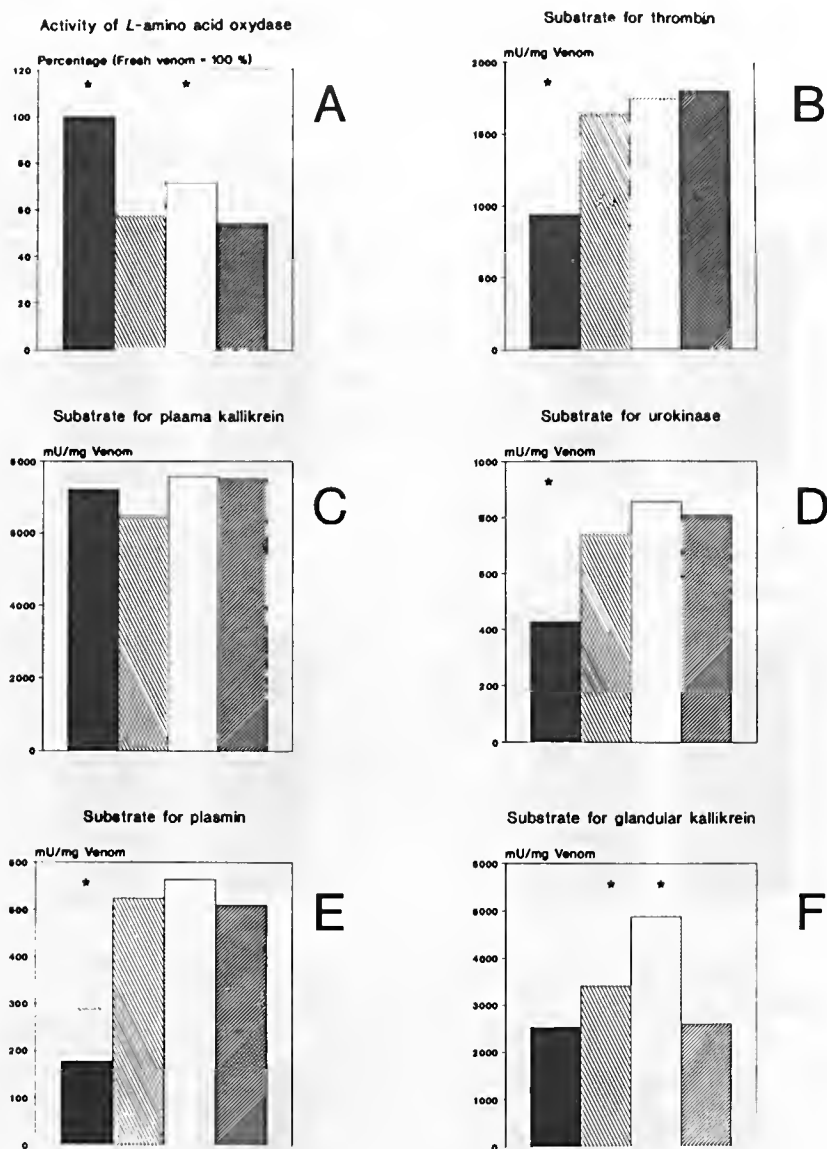 Activity of L-amino acid oxydase
Percentage (Fresh venom = 100 %)
120
100
80
60
40
20
0
* *
A
Substrate for thrombin
mU/mg Venom
2000
1500
1000
500
0
*
B
Substrate for plaama kallikrein
mU/mg Venom
8000
6000
4000
2000
0
C
Substrate for urokinase
mU/mg Venom
1000
800
600
400
200
0
*
D
Substrate for plasmin
mU/mg Venom
600
500
400
300
200
100
0
*
E
Substrate for glandular kallikrein
mU/mg Venom
6000
5000
4000
3000
2000
1000
0
* *
F